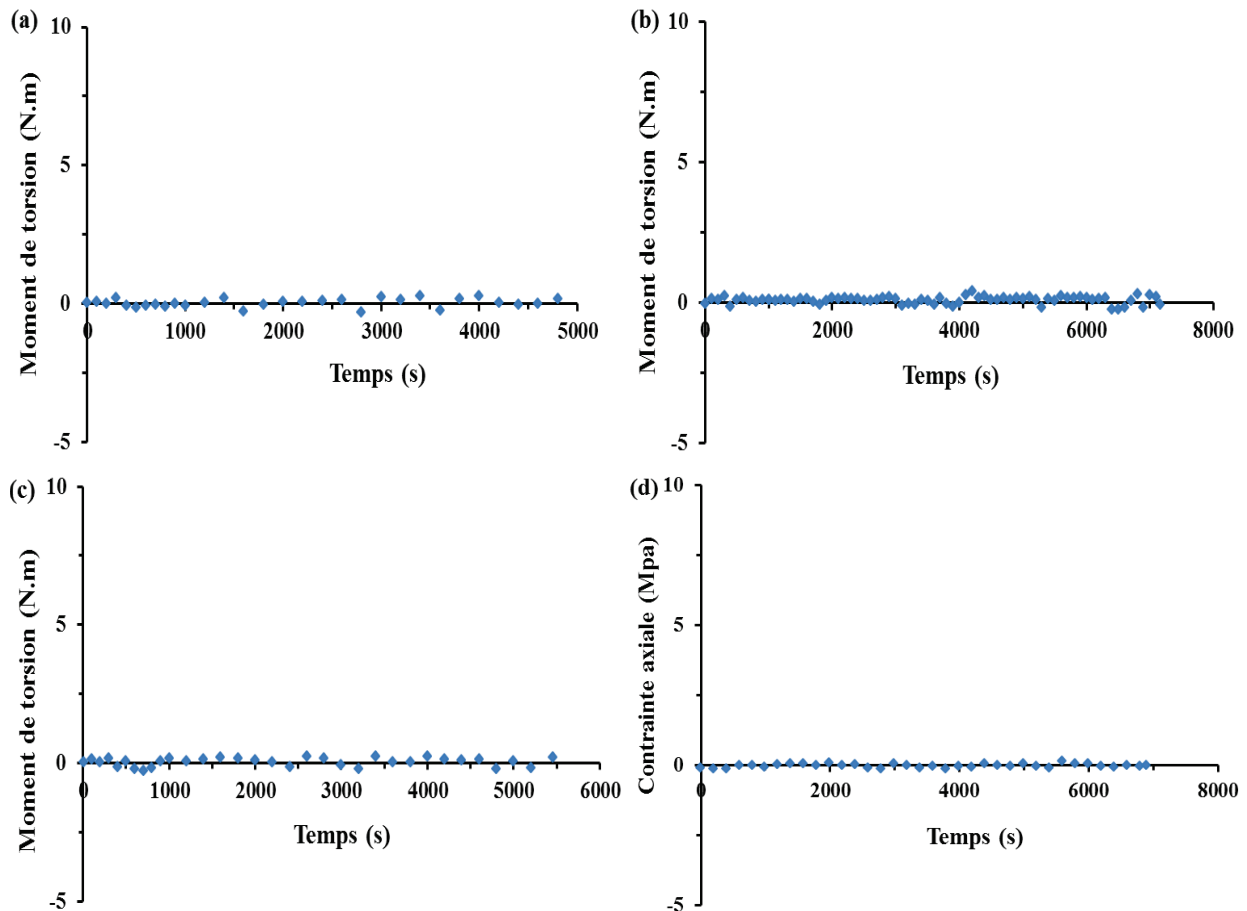 (a)
10
5
0
-5
Moment de torsion (N.m)
0 1000 2000 3000 4000 5000
Temps (s)
(b)
10
5
0
-5
Moment de torsion (N.m)
0 2000 4000 6000 8000
Temps (s)
(c)
10
5
0
-5
Moment de torsion (N.m)
0 1000 2000 3000 4000 5000 6000
Temps (s)
(d)
10
5
0
-5
Contrainte axiale (Mpa)
0 2000 4000 6000 8000
Temps (s)